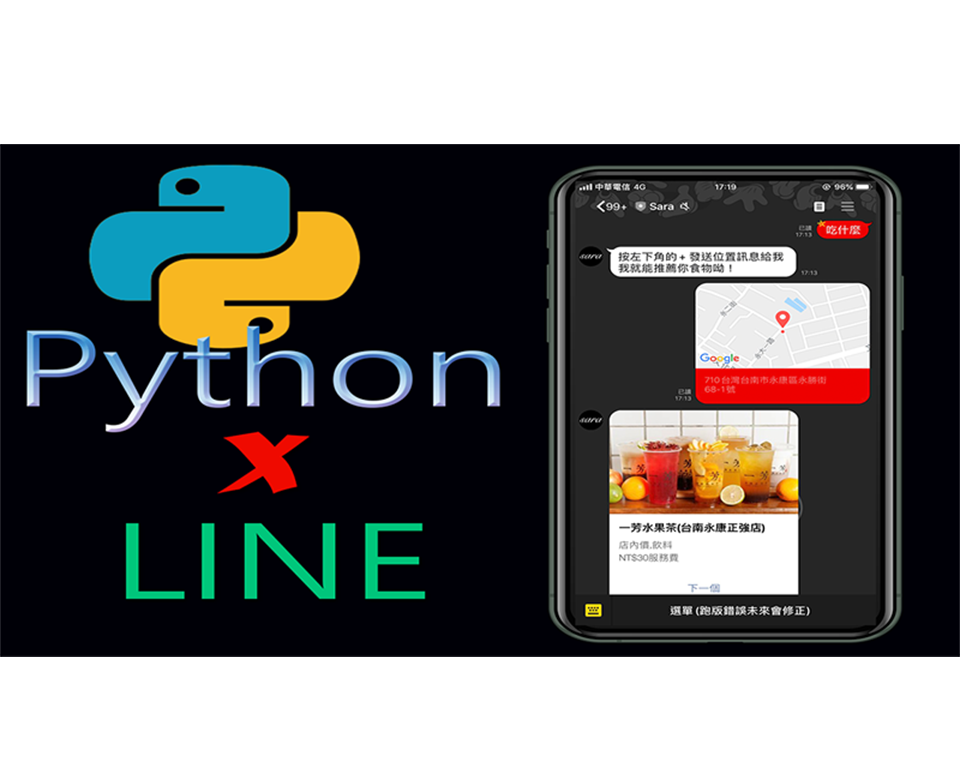 Python
x
LINE
中華電信 4G
17:19
96%
99+
Sara
吃什麼
已讀
17:13
sara
按左下角的 + 發送位置訊息給我
我就能推薦你食物呦！
17:13
Google
710台灣台南市永康區永勝街
68-1號
已讀
17:13
sara
一芳水果茶(台南永康正強店)
店內價,飲料
NT$30服務費
下一個
選單 (跑版錯誤未來會修正)